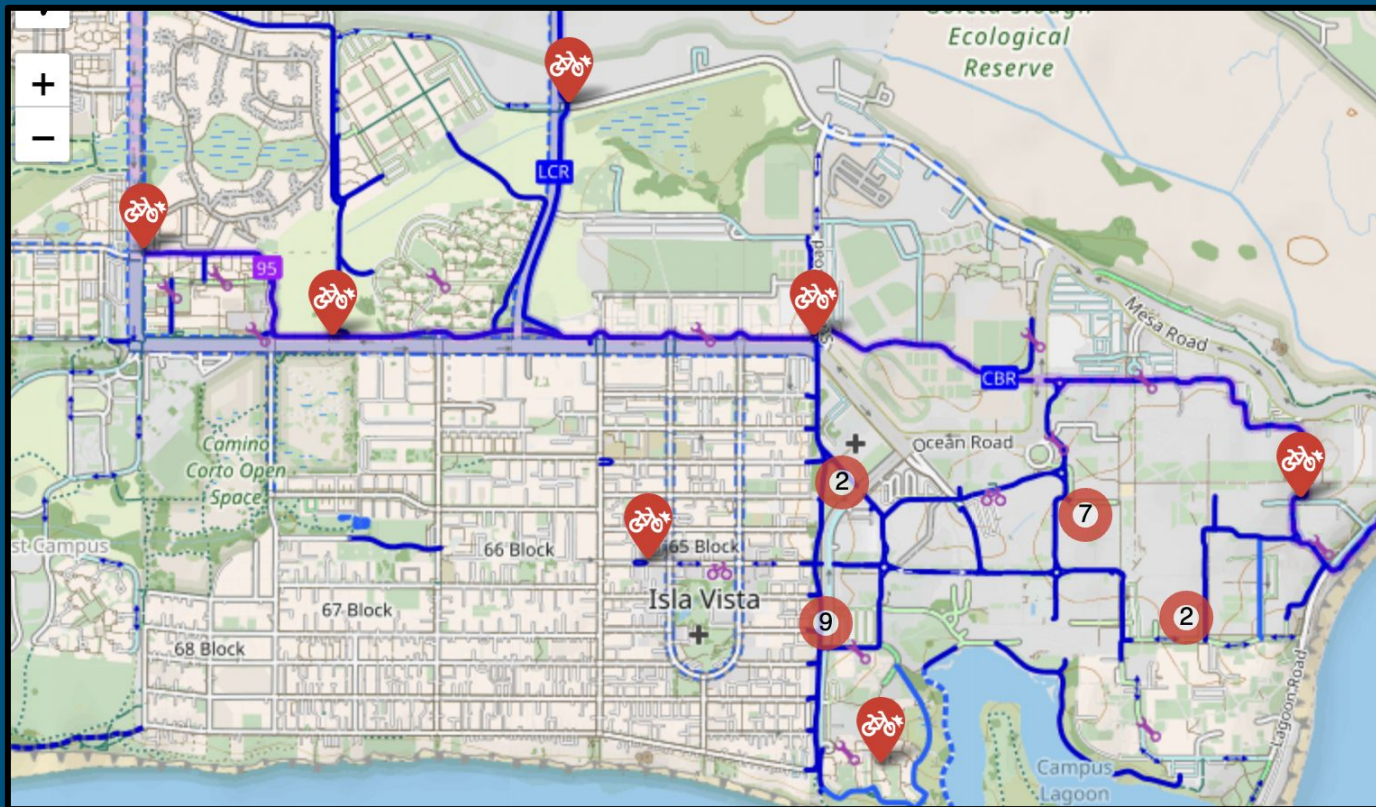 +
−
Ecological
Reserve
LCR
95
Mesa Road
CBR
Ocean Road
Camino
Corto Open
Space
2
7
st Campus
66 Block
65 Block
67 Block
Isla Vista
9
2
68 Block
Lagoon Road
Campus
Lagoon